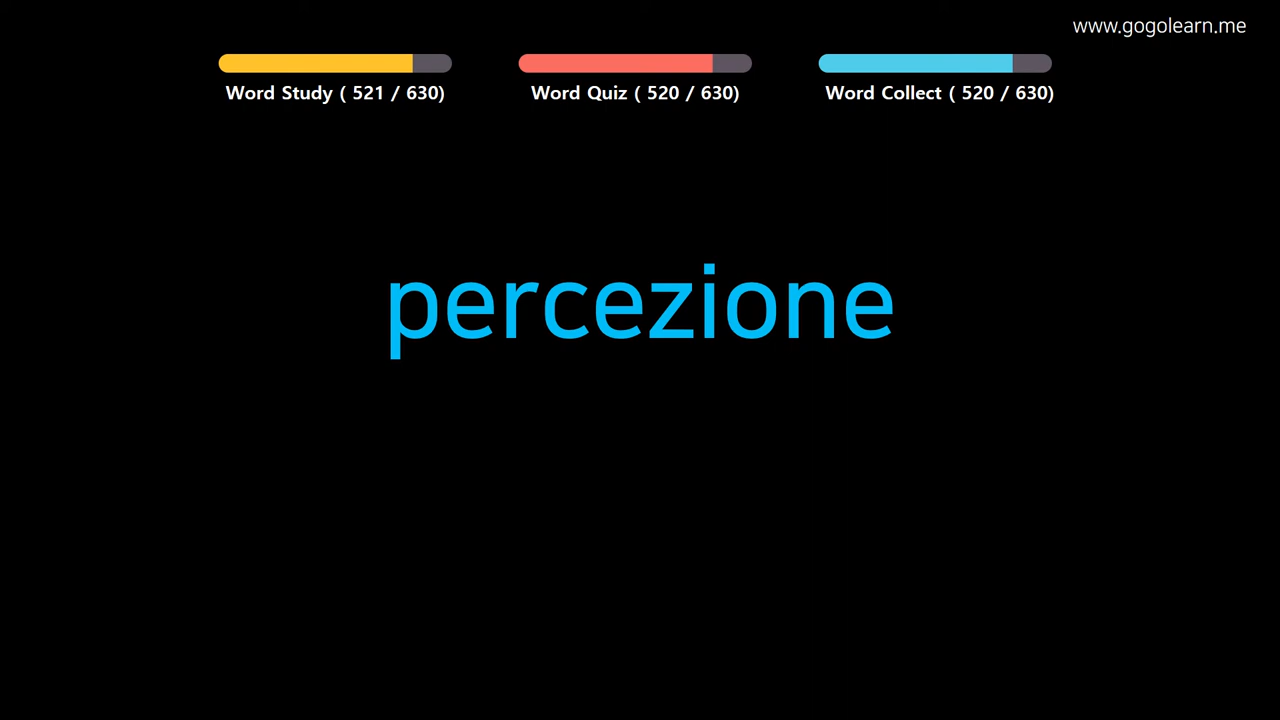 www.gogolearn.me
Word Study ( 521 / 630)
Word Quiz ( 520 / 630)
Word Collect ( 520 / 630)
percezione